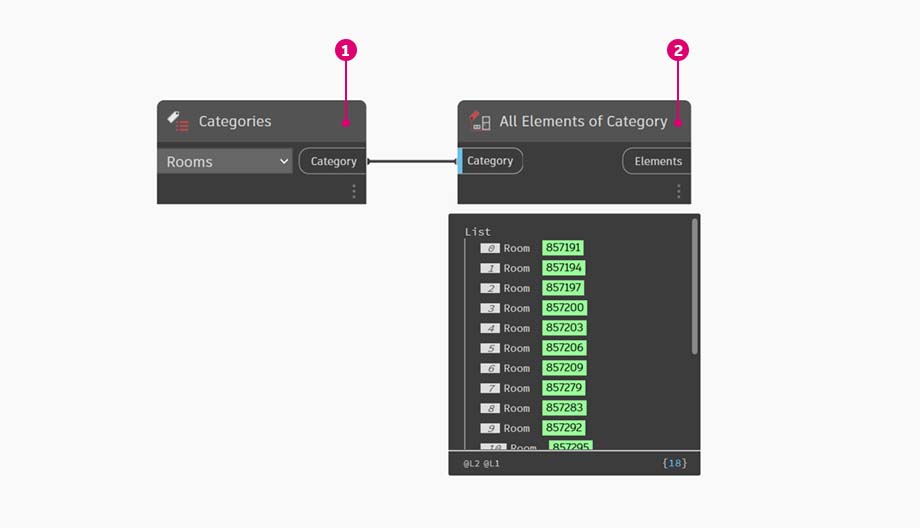 1
2
Categories
Rooms
Category
All Elements of Category
Category
Elements
List
0 Room 857191
1 Room 857194
2 Room 857197
3 Room 857200
4 Room 857203
5 Room 857206
6 Room 857209
7 Room 857279
8 Room 857283
9 Room 857292
10 Room 857295
@L2 @L1
{18}